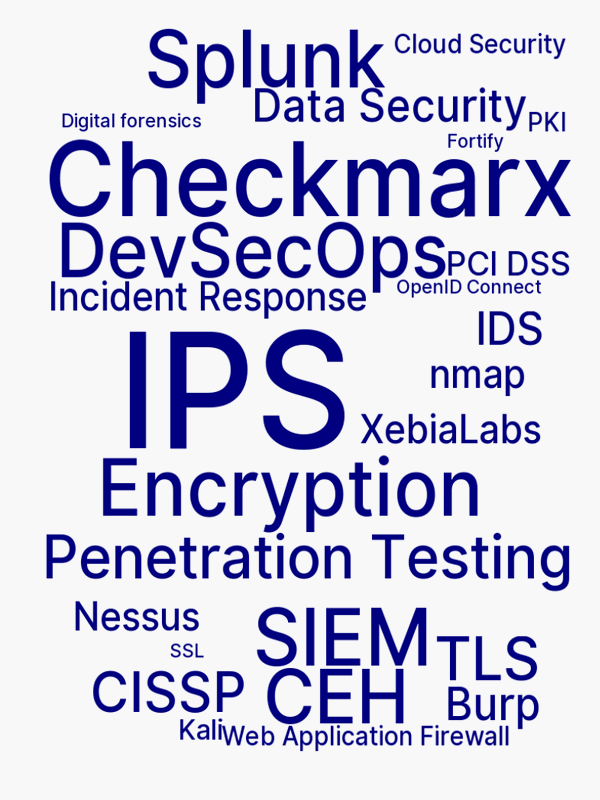 Splunk
Cloud Security
Data Security
PKI
Digital forensics
Fortify
Checkmarx
DevSecOps
PCI DSS
OpenID Connect
Incident Response
IDS
IPS
nmap
XebiaLabs
Encryption
Penetration Testing
Nessus
SIEM
TLS
SSL
CISSP
CEH
Burp
Kali
Web Application Firewall